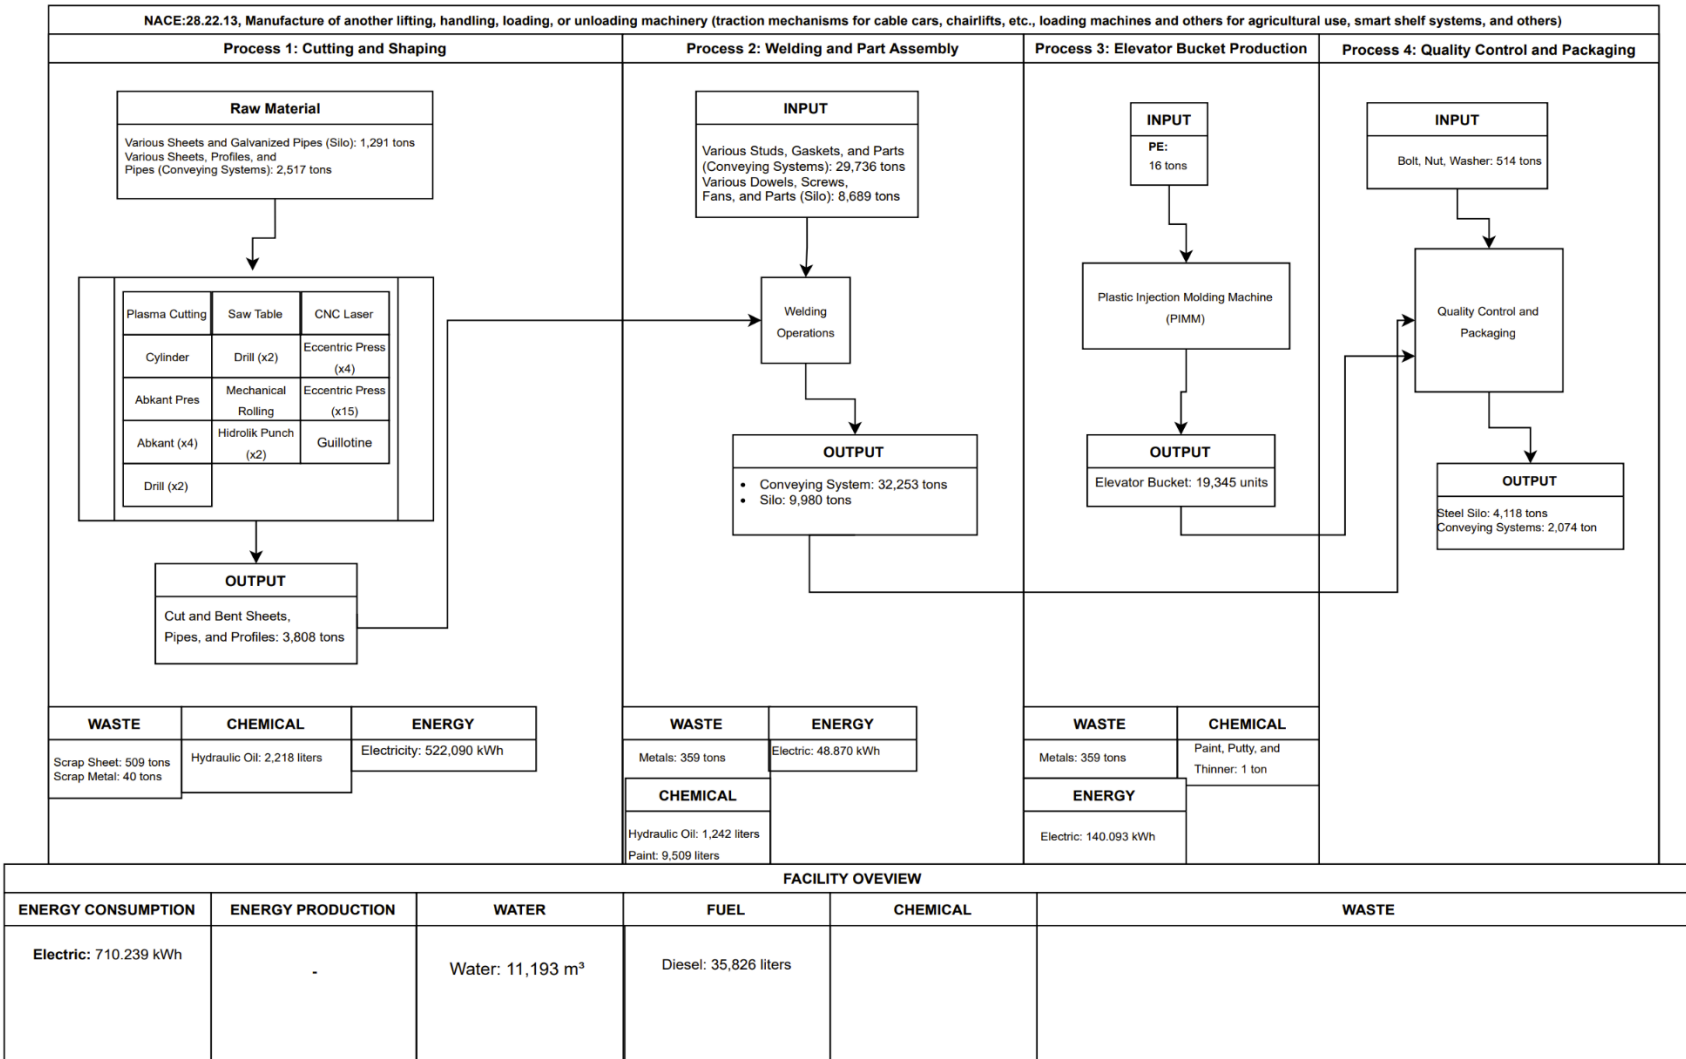 NACE:28.22.13, Manufacture of another lifting, handling, loading, or unloading machinery (traction mechanisms for cable cars, chairlifts, etc., loading machines and others for agricultural use, smart shelf systems, and others)
Process 1: Cutting and Shaping
Process 2: Welding and Part Assembly
Process 3: Elevator Bucket Production
Process 4: Quality Control and Packaging
Raw Material
Various Sheets and Galvanized Pipes (Silo): 1,291 tons
Various Sheets, Profiles, and
Pipes (Conveying Systems): 2,517 tons
Plasma Cutting
Saw Table
CNC Laser
Cylinder
Drill (x2)
Eccentric Press
(x4)
Abkant Pres
Mechanical
Rolling
Eccentric Press
(x15)
Abkant (x4)
Hidrolik Punch
(x2)
Guillotine
Drill (x2)
OUTPUT
Cut and Bent Sheets,
Pipes, and Profiles: 3,808 tons
WASTE
Scrap Sheet: 509 tons
Scrap Metal: 40 tons
CHEMICAL
Hydraulic Oil: 2,218 liters
ENERGY
Electricity: 522,090 kWh
INPUT
Various Studs, Gaskets, and Parts
(Conveying Systems): 29,736 tons
Various Dowels, Screws,
Fans, and Parts (Silo): 8,689 tons
Welding
Operations
OUTPUT
• Conveying System: 32,253 tons
• Silo: 9,980 tons
WASTE
Metals: 359 tons
ENERGY
Electric: 48.870 kWh
CHEMICAL
Hydraulic Oil: 1,242 liters
Paint: 9,509 liters
INPUT
PE:
16 tons
Plastic Injection Molding Machine
(PIMM)
OUTPUT
Elevator Bucket: 19,345 units
WASTE
Metals: 359 tons
CHEMICAL
Paint, Putty, and
Thinner: 1 ton
ENERGY
Electric: 140.093 kWh
INPUT
Bolt, Nut, Washer: 514 tons
Quality Control and
Packaging
OUTPUT
Steel Silo: 4,118 tons
Conveying Systems: 2,074 ton
FACILITY OVEVIEW
ENERGY CONSUMPTION
ENERGY PRODUCTION
WATER
FUEL
CHEMICAL
WASTE
Electric: 710.239 kWh
-
Water: 11,193 m³
Diesel: 35,826 liters